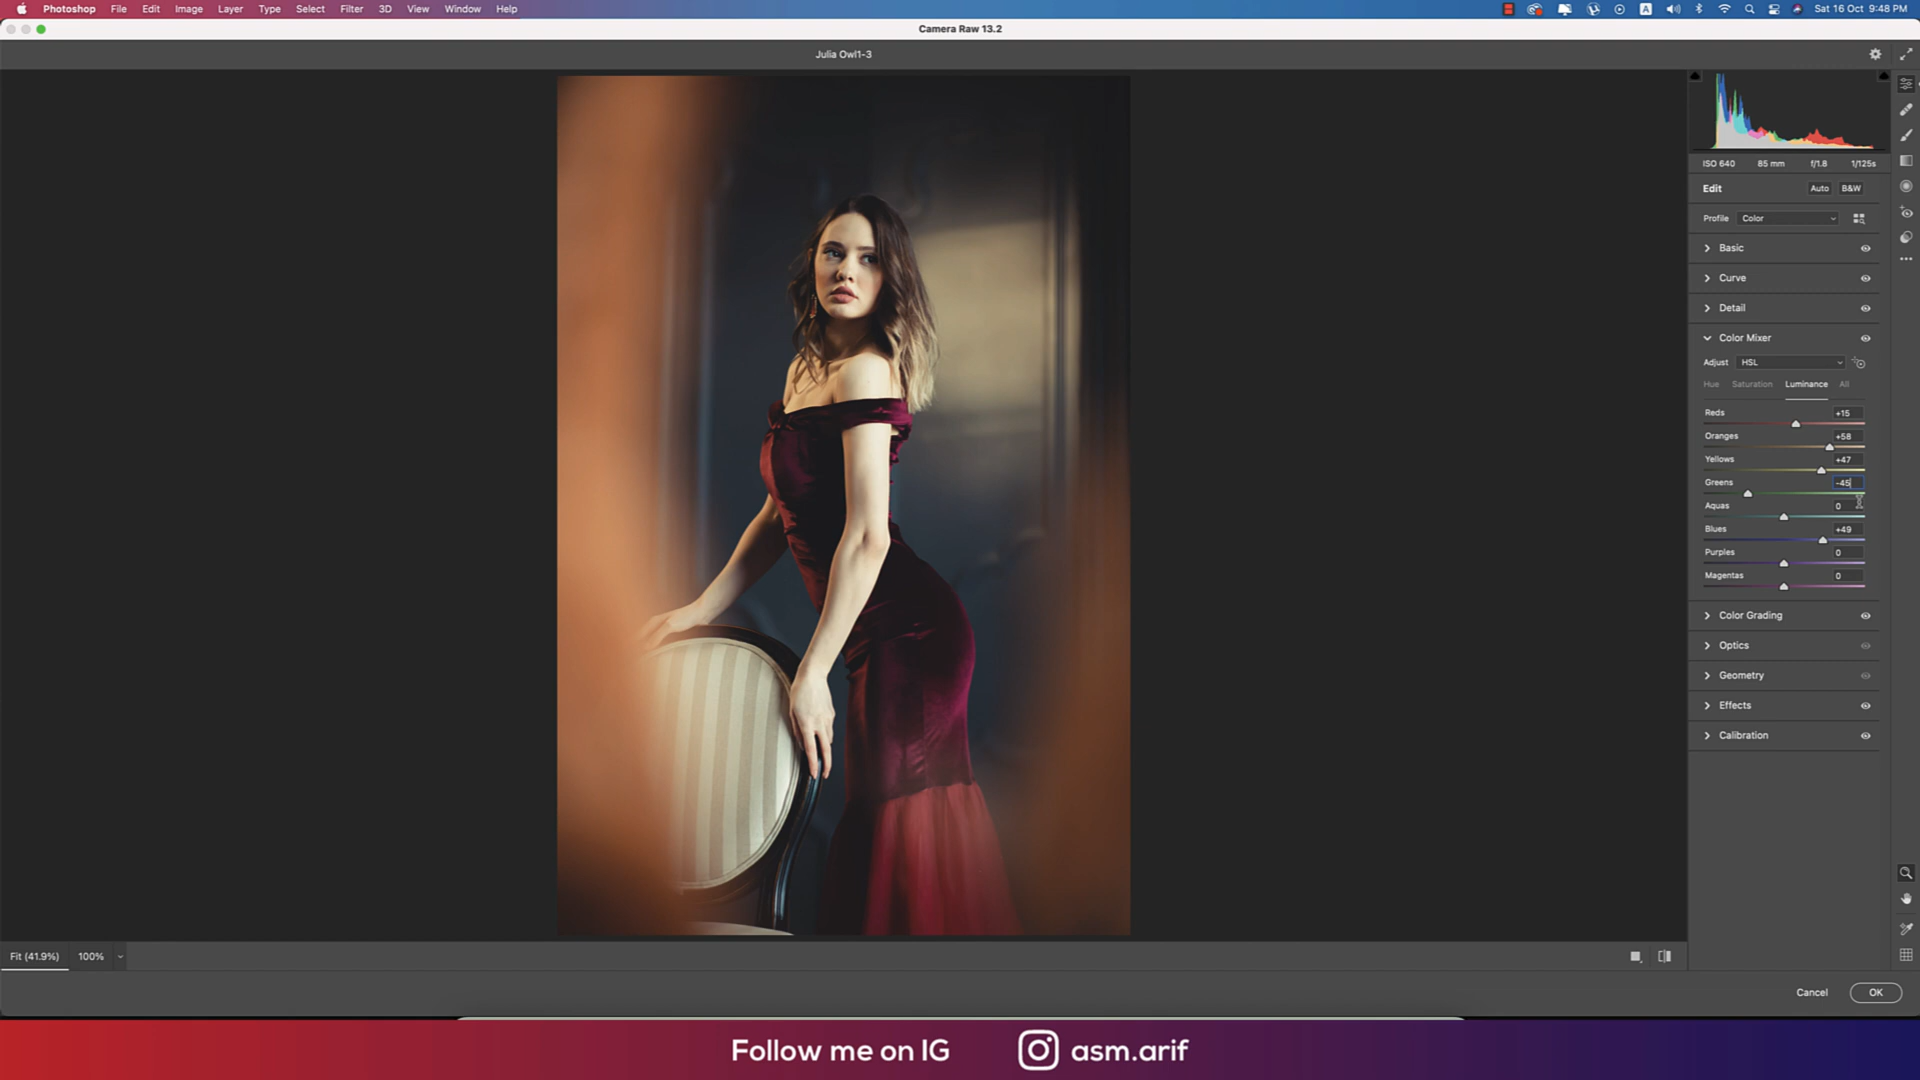 Photoshop File Edit Image Layer Type Select Filter 3D View Window Help A Sat 16 Oct 9:48 PM
Camera Raw 13.2
Julia Owl1-3
ISO 640 85 mm f/1.8 1/125s
Edit Auto B&W
Profile Color
Basic
Curve
Detail
Color Mixer
Adjust HSL
Hue Saturation Luminance All
Reds +15
Oranges +58
Yellows +47
Greens -45
Aquas 0
Blues +49
Purples 0
Magentas 0
Color Grading
Optics
Geometry
Effects
Calibration
Fit (41.9%) 100%
Cancel OK
Follow me on IG asm.arif